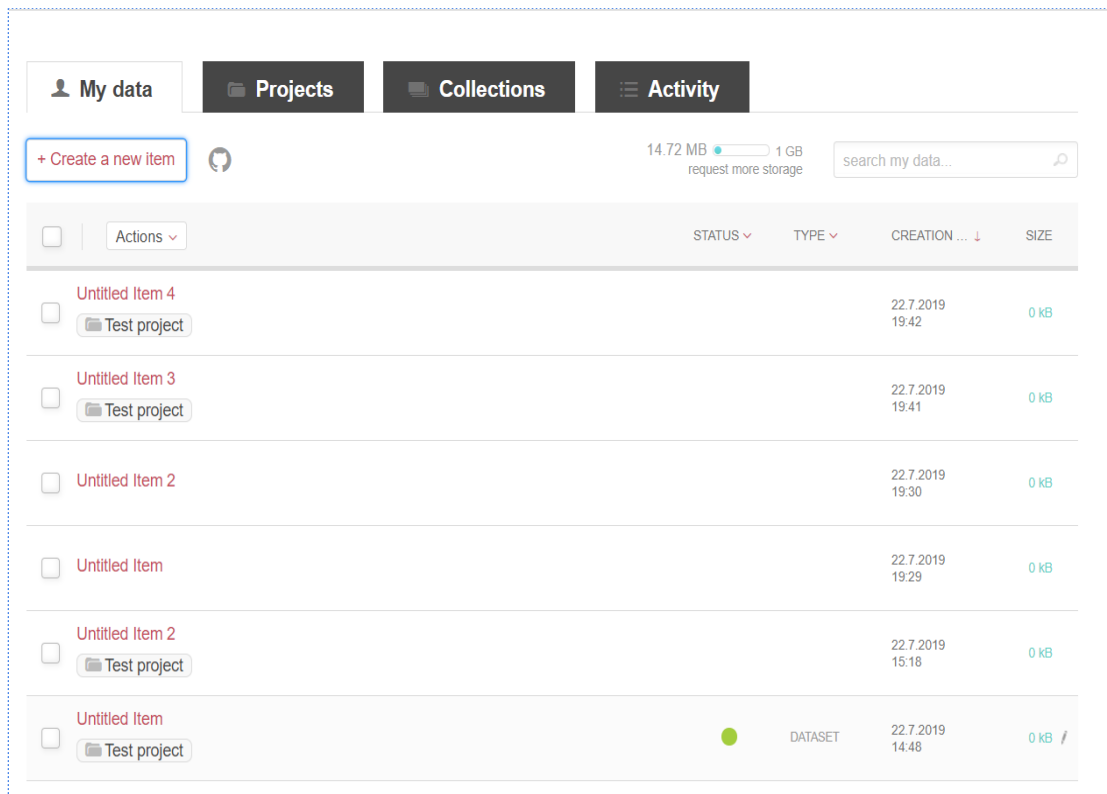 My data
Projects
Collections
Activity
+ Create a new item
14.72 MB 1 GB
request more storage
search my data...
Actions
STATUS
TYPE
CREATION ... ↓
SIZE
Untitled Item 4
Test project
22.7.2019
19:42
0 kB
Untitled Item 3
Test project
22.7.2019
19:41
0 kB
Untitled Item 2
22.7.2019
19:30
0 kB
Untitled Item
22.7.2019
19:29
0 kB
Untitled Item 2
Test project
22.7.2019
15:18
0 kB
Untitled Item
Test project
DATASET
22.7.2019
14:48
0 kB